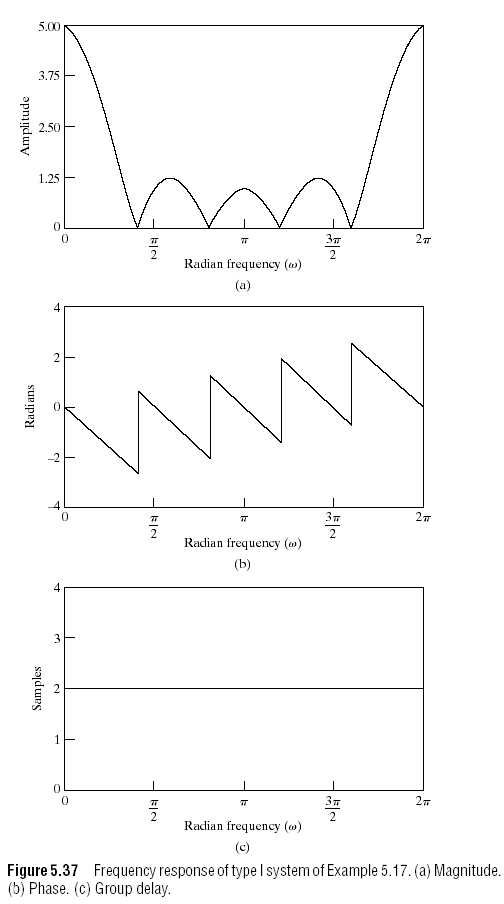 5.00
3.75
2.50
1.25
0
Amplitude
0 π/2 π 3π/2 2π
Radian frequency (ω)
(a)
4
2
0
–2
–4
Radians
0 π/2 π 3π/2 2π
Radian frequency (ω)
(b)
4
3
2
1
0
Samples
0 π/2 π 3π/2 2π
Radian frequency (ω)
(c)
Figure 5.37 Frequency response of type I system of Example 5.17. (a) Magnitude.
(b) Phase. (c) Group delay.